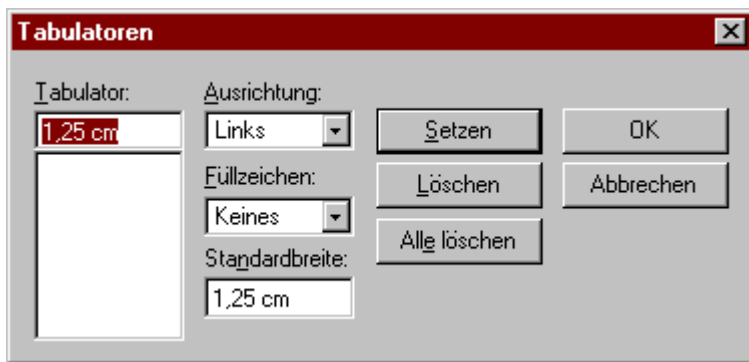 Tabulatoren
Tabulator:
1,25 cm
Ausrichtung:
Links
Füllzeichen:
Keines
Standardbreite:
1,25 cm
Setzen
Löschen
Alle löschen
OK
Abbrechen